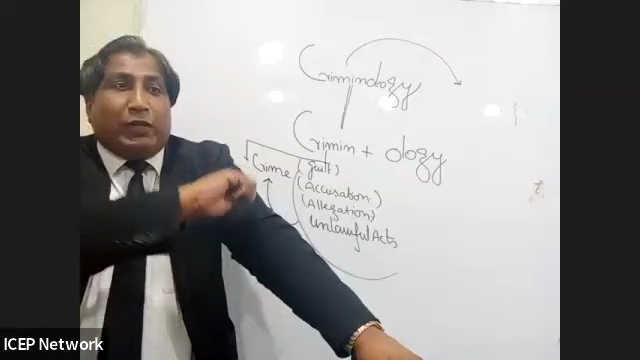 Criminology
Crimin + ology
Crime (guilt)
(Accusation)
(Allegation)
Unlawful Acts
ICEP Network